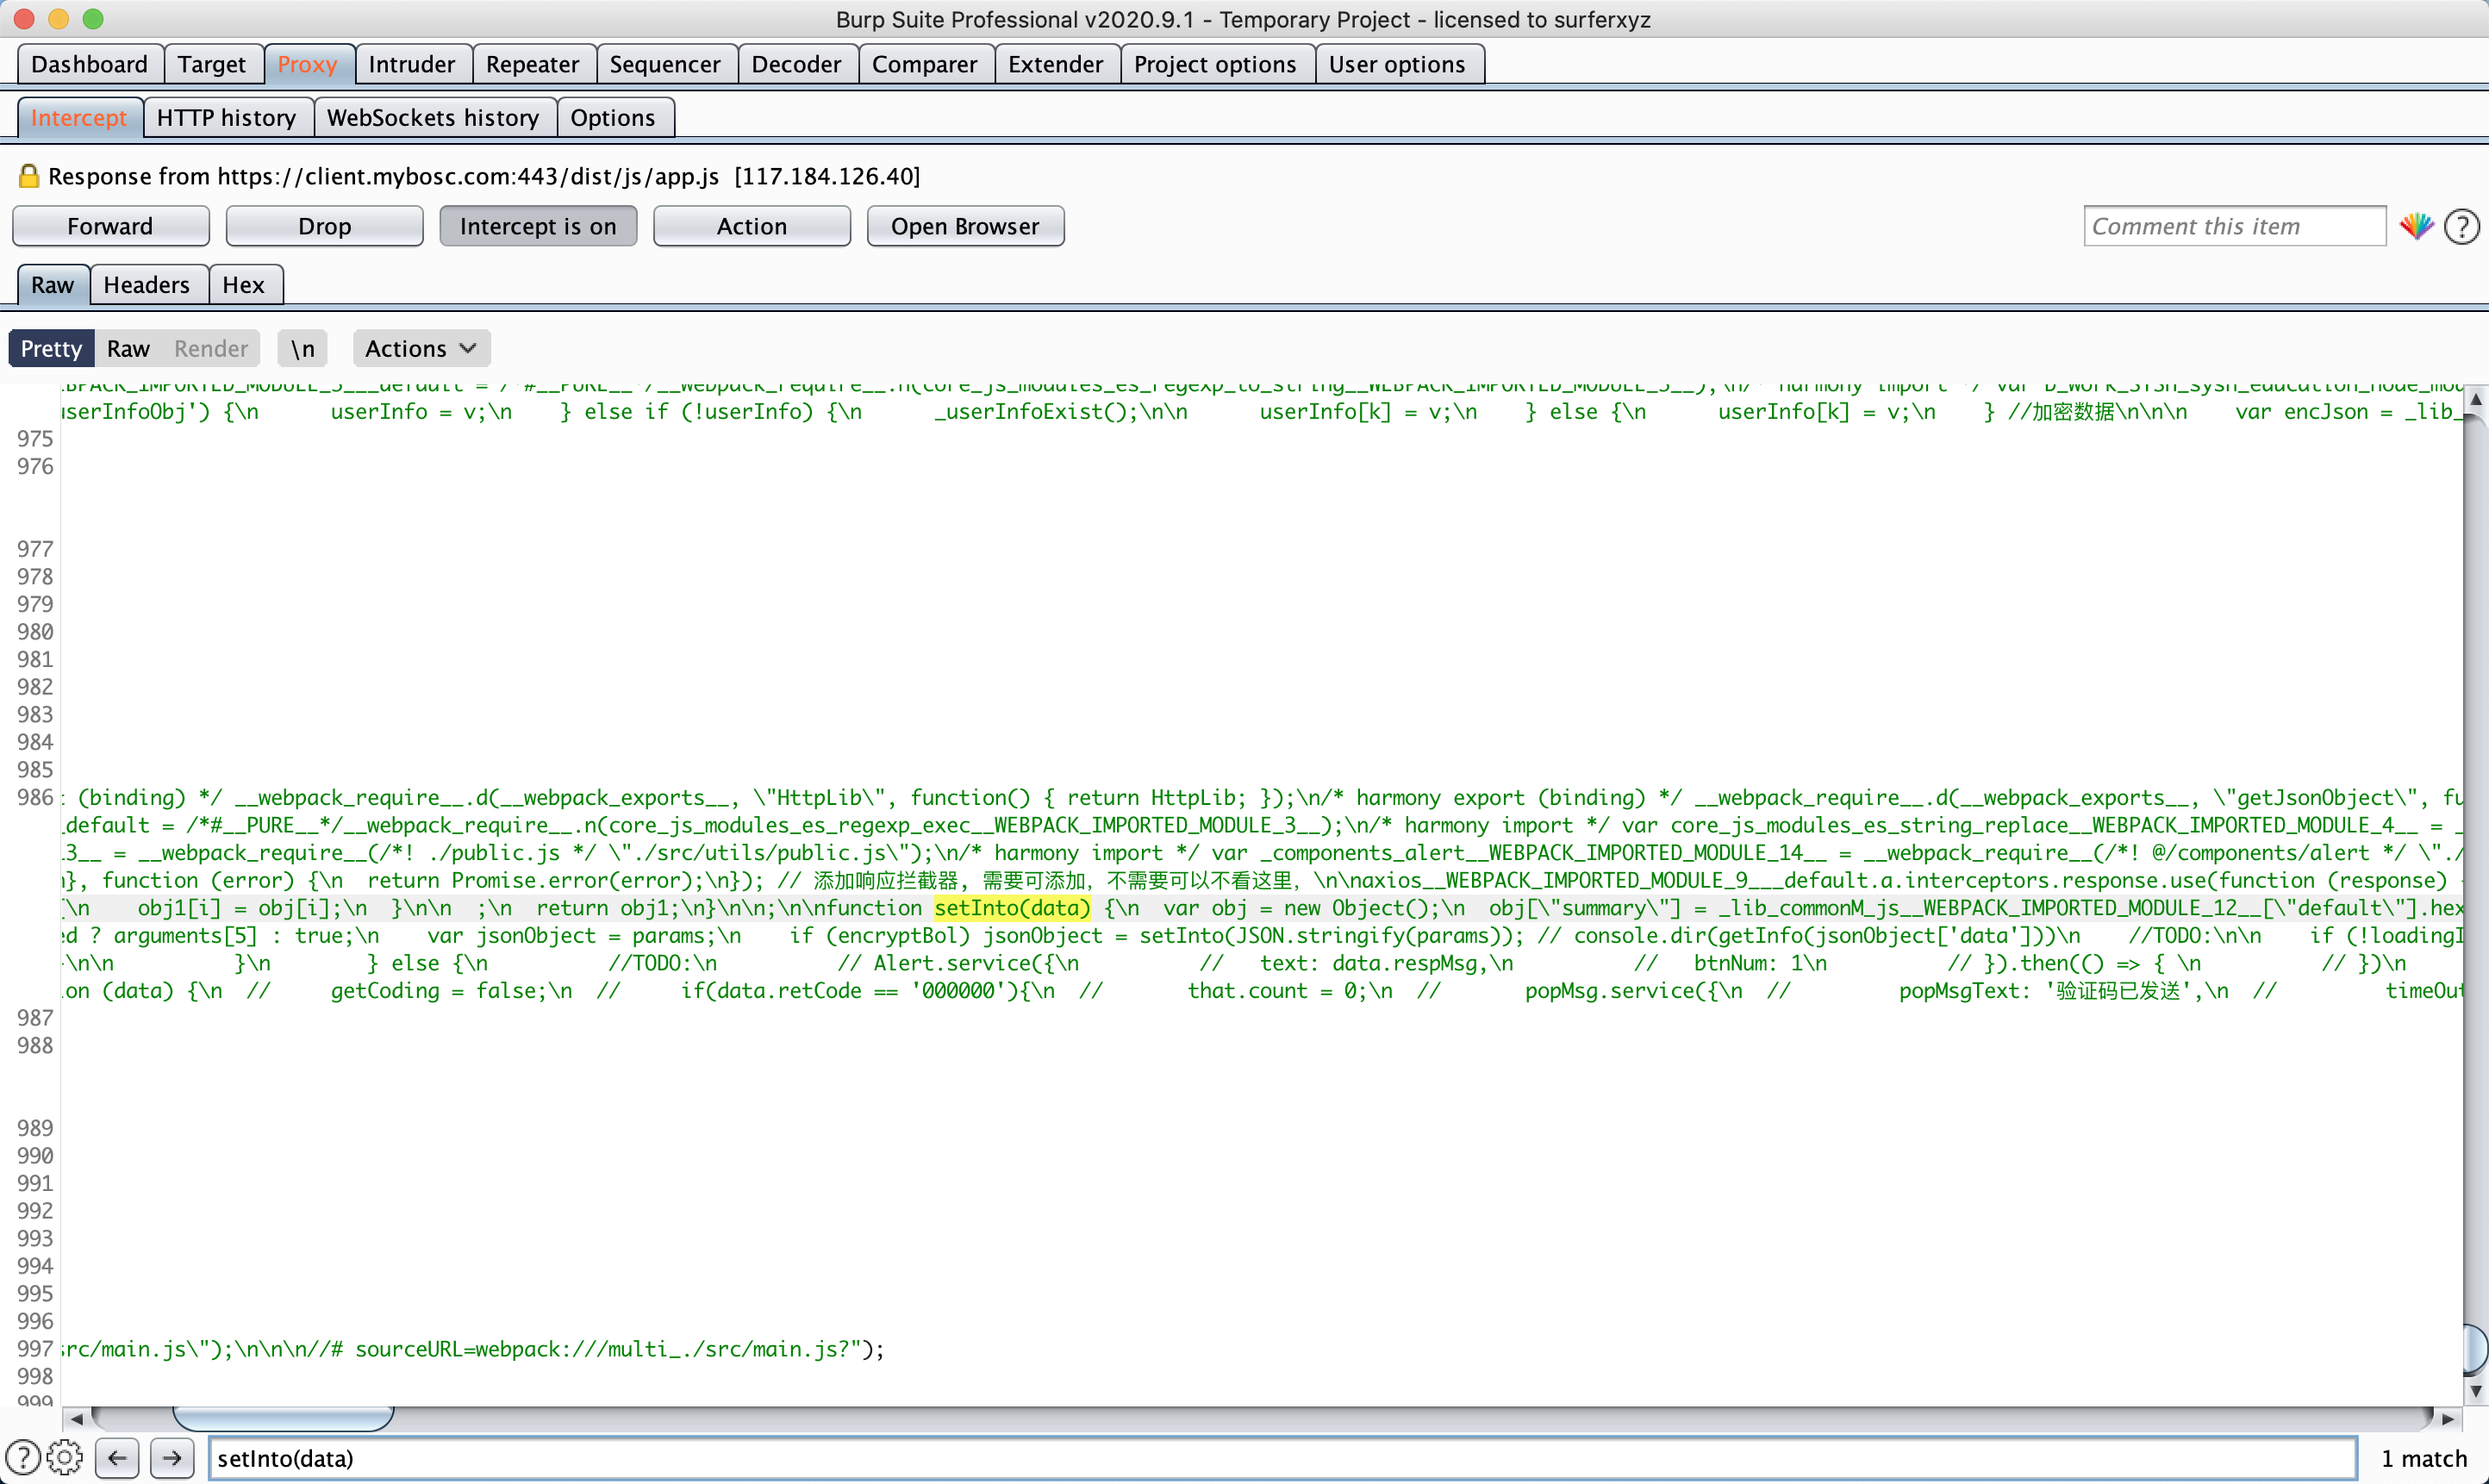 Burp Suite Professional v2020.9.1 - Temporary Project - licensed to surferxyz
Dashboard Target Proxy Intruder Repeater Sequencer Decoder Comparer Extender Project options User options
Intercept HTTP history WebSockets history Options
Response from https://client.mybosc.com:443/dist/js/app.js [117.184.126.40]
Forward Drop Intercept is on Action Open Browser Comment this item ?
Raw Headers Hex
Pretty Raw Render \n Actions
userInfoObj') {\n      userInfo = v;\n    } else if (!userInfo) {\n      _userInfoExist();\n\n      userInfo[k] = v;\n    } else {\n      userInfo[k] = v;\n    } //加密数据\n\n\n    var encJson = _lib_
975
976
977
978
979
980
981
982
983
984
985
986 (binding) */ __webpack_require__.d(__webpack_exports__, \"HttpLib\", function() { return HttpLib; });\n/* harmony export (binding) */ __webpack_require__.d(__webpack_exports__, \"getJsonObject\", fu
_default = /*#__PURE__*/__webpack_require__.n(core_js_modules_es_regexp_exec__WEBPACK_IMPORTED_MODULE_3__);\n/* harmony import */ var core_js_modules_es_string_replace__WEBPACK_IMPORTED_MODULE_4__ = _
3__ = __webpack_require__(/*! ./public.js */ \"./src/utils/public.js\");\n/* harmony import */ var _components_alert__WEBPACK_IMPORTED_MODULE_14__ = __webpack_require__(/*! @/components/alert */ \"./
}, function (error) {\n  return Promise.error(error);\n}); // 添加响应拦截器, 需要可添加, 不需要可以不看这里, \n\naxios__WEBPACK_IMPORTED_MODULE_9___default.a.interceptors.response.use(function (response)
\n    obj1[i] = obj[i];\n  }\n\n  ;\n  return obj1;\n}\n\n;\n\nfunction setInto(data) {\n  var obj = new Object();\n  obj[\"summary\"] = _lib_commonM_js__WEBPACK_IMPORTED_MODULE_12__[\"default\"].hex
ed ? arguments[5] : true;\n    var jsonObject = params;\n    if (encryptBol) jsonObject = setInto(JSON.stringify(params)); // console.dir(getInfo(jsonObject['data']))\n    //TODO:\n\n    if (!loadingI
\n\n          }\n        } else {\n          //TODO:\n          // Alert.service({\n          //   text: data.respMsg,\n          //   btnNum: 1\n          // }).then(() => { \n          // })\n
ion (data) {\n  //     getCoding = false;\n  //     if(data.retCode == '000000'){\n  //       that.count = 0;\n  //       popMsg.service({\n  //         popMsgText: '验证码已发送',\n  //         timeOut
987
988
989
990
991
992
993
994
995
996
997 src/main.js\");\n\n\n//# sourceURL=webpack:///multi_./src/main.js?");
998
999
? setInto(data) 1 match